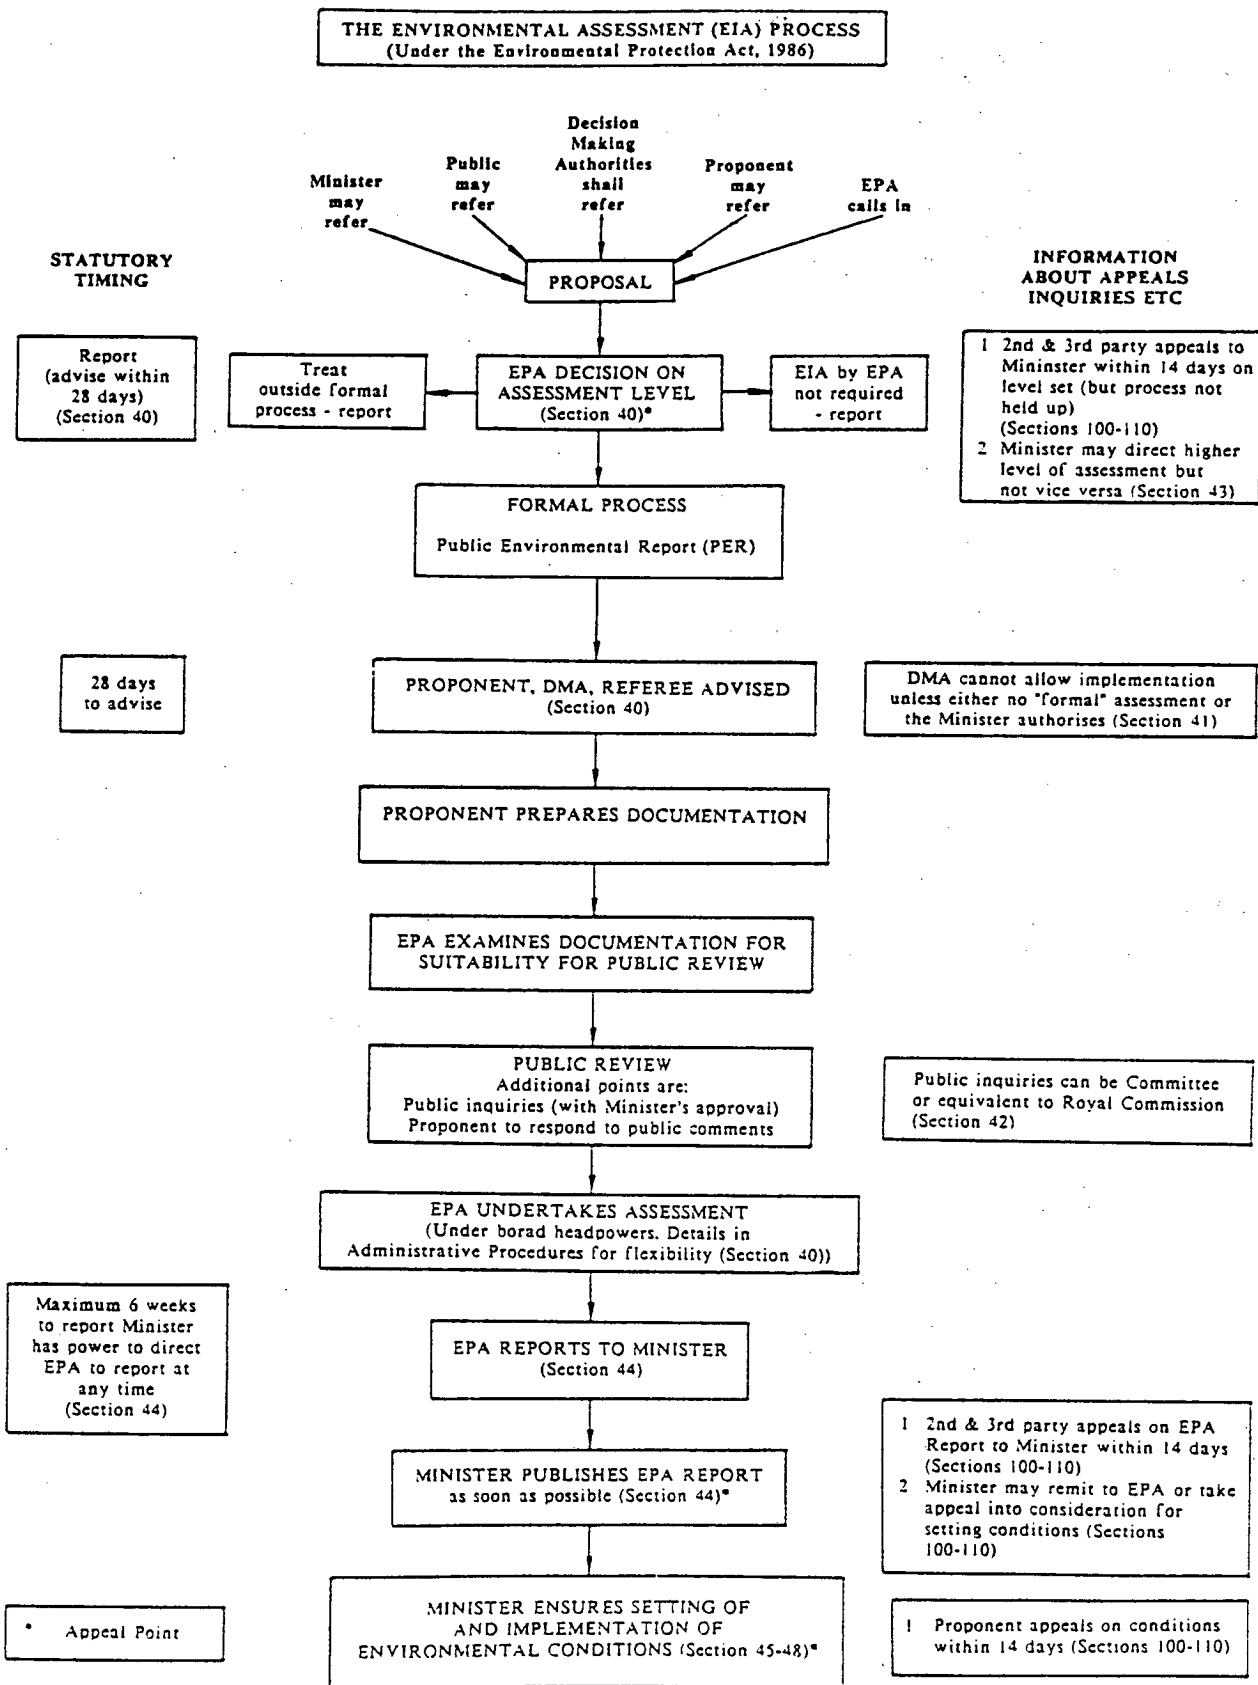 THE ENVIRONMENTAL ASSESSMENT (EIA) PROCESS
(Under the Environmental Protection Act, 1986)
Minister
may
refer
Public
may
refer
Decision
Making
Authorities
shall
refer
Proponent
may
refer
EPA
calls in
STATUTORY
TIMING
PROPOSAL
INFORMATION
ABOUT APPEALS
INQUIRIES ETC
Report
(advise within
28 days)
(Section 40)
Treat
outside formal
process - report
EPA DECISION ON
ASSESSMENT LEVEL
(Section 40)*
EIA by EPA
not required
- report
1 2nd & 3rd party appeals to
Mininster within 14 days on
level set (but process not
held up)
(Sections 100-110)
2 Minister may direct higher
level of assessment but
not vice versa (Section 43)
FORMAL PROCESS
Public Environmental Report (PER)
28 days
to advise
PROPONENT, DMA, REFEREE ADVISED
(Section 40)
DMA cannot allow implementation
unless either no "formal" assessment or
the Minister authorises (Section 41)
PROPONENT PREPARES DOCUMENTATION
EPA EXAMINES DOCUMENTATION FOR
SUITABILITY FOR PUBLIC REVIEW
PUBLIC REVIEW
Additional points are:
Public inquiries (with Minister's approval)
Proponent to respond to public comments
Public inquiries can be Committee
or equivalent to Royal Commission
(Section 42)
EPA UNDERTAKES ASSESSMENT
(Under borad headpowers. Details in
Administrative Procedures for flexibility (Section 40))
Maximum 6 weeks
to report Minister
has power to direct
EPA to report at
any time
(Section 44)
EPA REPORTS TO MINISTER
(Section 44)
MINISTER PUBLISHES EPA REPORT
as soon as possible (Section 44)*
1 2nd & 3rd party appeals on EPA
Report to Minister within 14 days
(Sections 100-110)
2 Minister may remit to EPA or take
appeal into consideration for
setting conditions (Sections
100-110)
* Appeal Point
MINISTER ENSURES SETTING OF
AND IMPLEMENTATION OF
ENVIRONMENTAL CONDITIONS (Section 45-48)*
1 Proponent appeals on conditions
within 14 days (Sections 100-110)